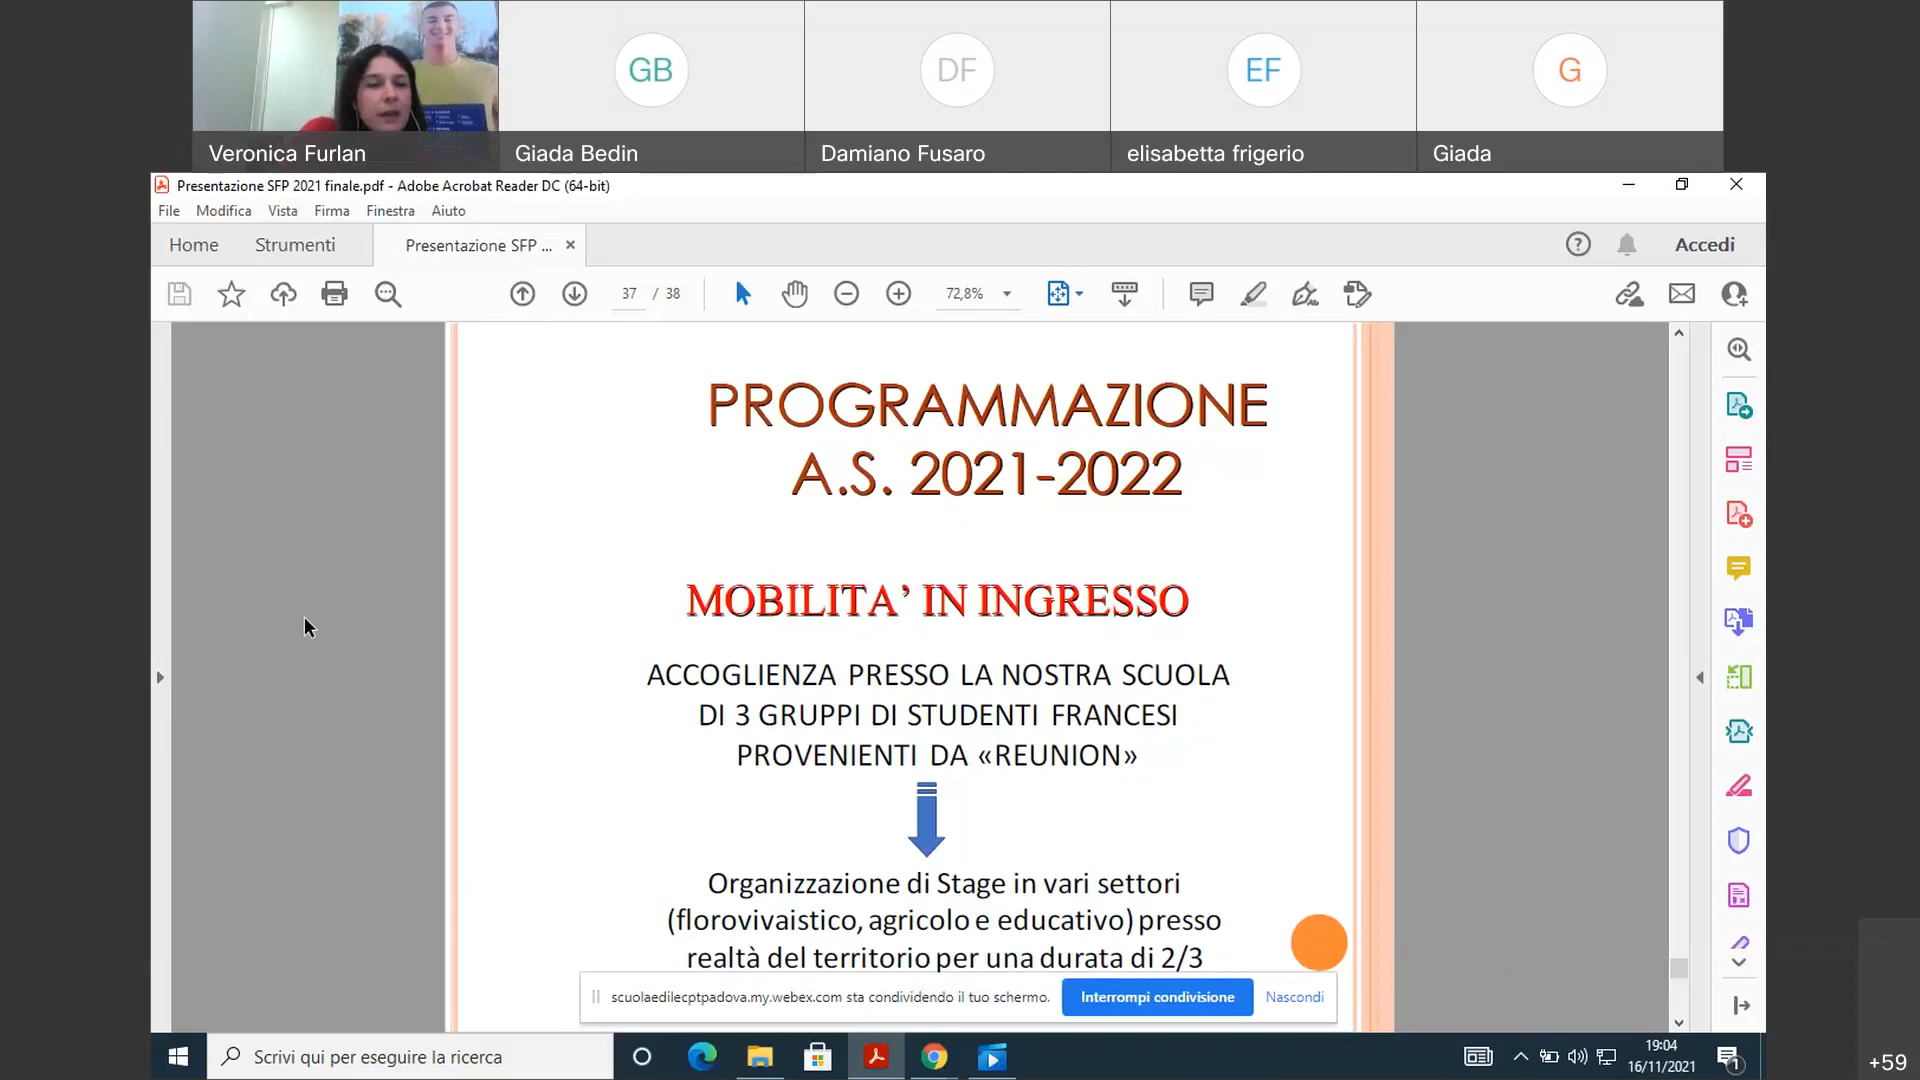 GB
DF
EF
G
Veronica Furlan
Giada Bedin
Damiano Fusaro
elisabetta frigerio
Giada
Presentazione SFP 2021 finale.pdf - Adobe Acrobat Reader DC (64-bit)
File Modifica Vista Firma Finestra Aiuto
Home Strumenti Presentazione SFP ... × Accedi
37 / 38 72,8%
PROGRAMMAZIONE
A.S. 2021-2022
MOBILITA’ IN INGRESSO
ACCOGLIENZA PRESSO LA NOSTRA SCUOLA
DI 3 GRUPPI DI STUDENTI FRANCESI
PROVENIENTI DA «REUNION»
Organizzazione di Stage in vari settori
(florovivaistico, agricolo e educativo) presso
realtà del territorio per una durata di 2/3
scuolaedilecptpadova.my.webex.com sta condividendo il tuo schermo. Interrompi condivisione Nascondi
Scrivi qui per eseguire la ricerca
19:04
16/11/2021
1
+59